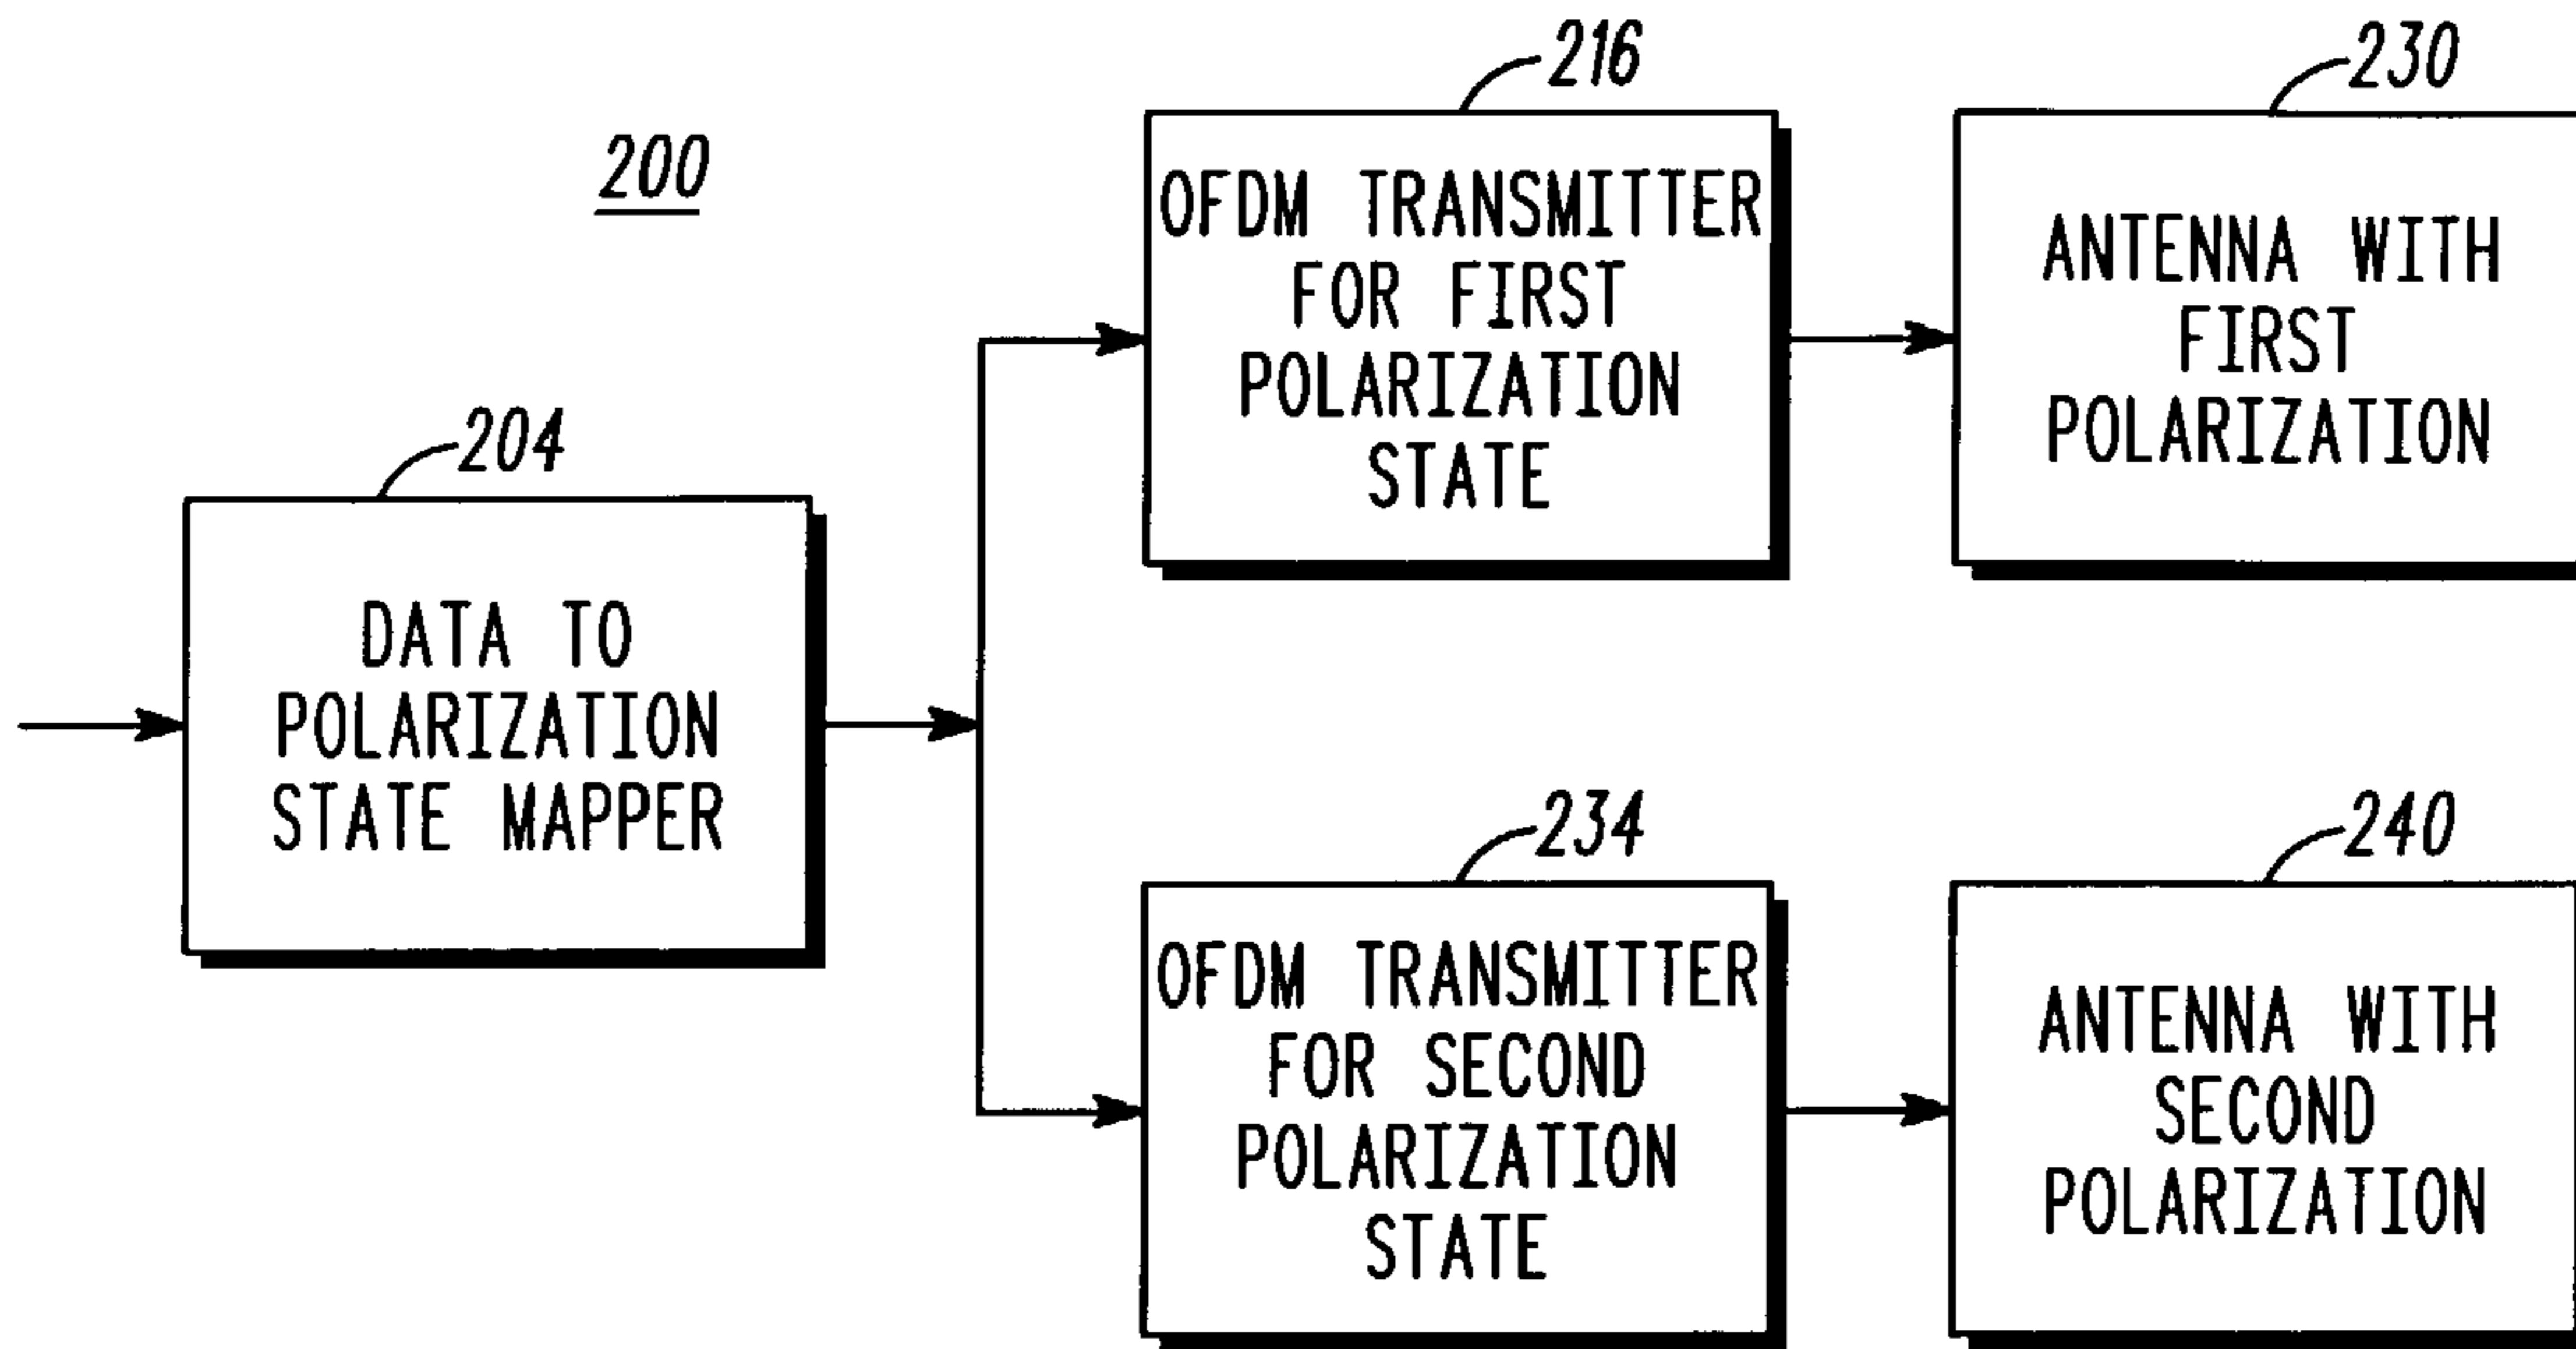 200
204
DATA TO
POLARIZATION
STATE MAPPER
216
OFDM TRANSMITTER
FOR FIRST
POLARIZATION
STATE
230
ANTENNA WITH
FIRST
POLARIZATION
234
OFDM TRANSMITTER
FOR SECOND
POLARIZATION
STATE
240
ANTENNA WITH
SECOND
POLARIZATION